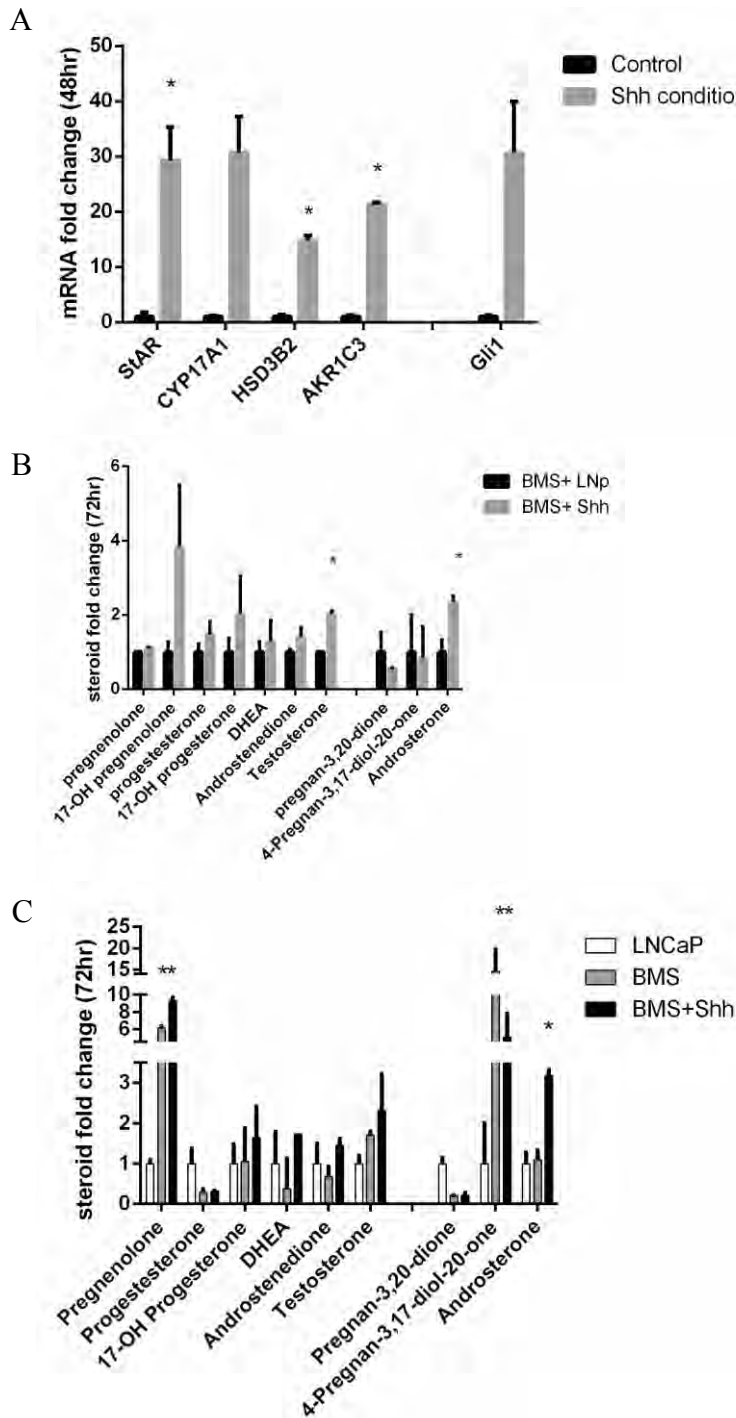 A
mRNA fold change (48hr)
50
40
30
20
10
0
*
*
*
StAR
CYP17A1
HSD3B2
AKR1C3
Gli1
Control
Shh conditio
B
steroid fold change (72hr)
6
4
2
0
*
*
pregnenolone
17-OH pregnenolone
progestesterone
17-OH progesterone
DHEA
Androstenedione
Testosterone
pregnan-3,20-dione
4-Pregnan-3,17-diol-20-one
Androsterone
BMS+ LNp
BMS+ Shh
C
steroid fold change (72hr)
25
20
15
10
8
6
3
2
1
0
**
**
*
Pregnenolone
Progestesterone
17-OH Progesterone
DHEA
Androstenedione
Testosterone
Pregnan-3,20-dione
4-Pregnan-3,17-diol-20-one
Androsterone
LNCaP
BMS
BMS+Shh